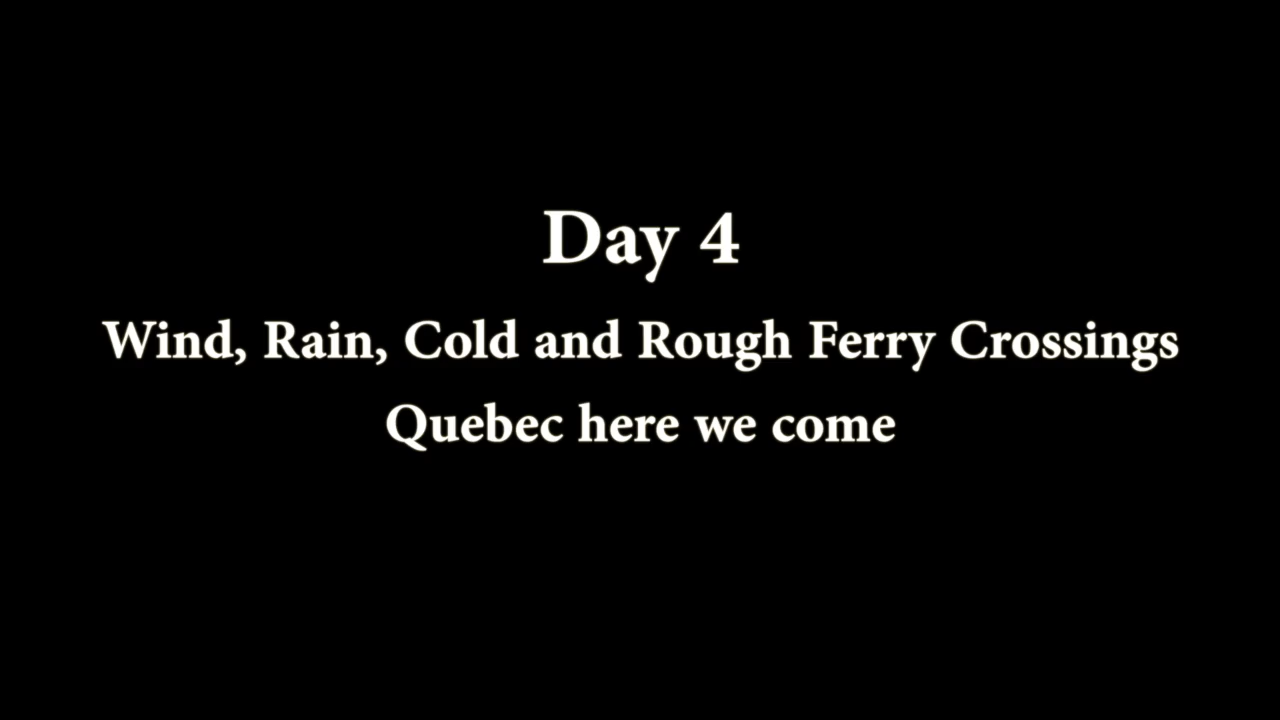 Day 4
Wind, Rain, Cold and Rough Ferry Crossings
Quebec here we come